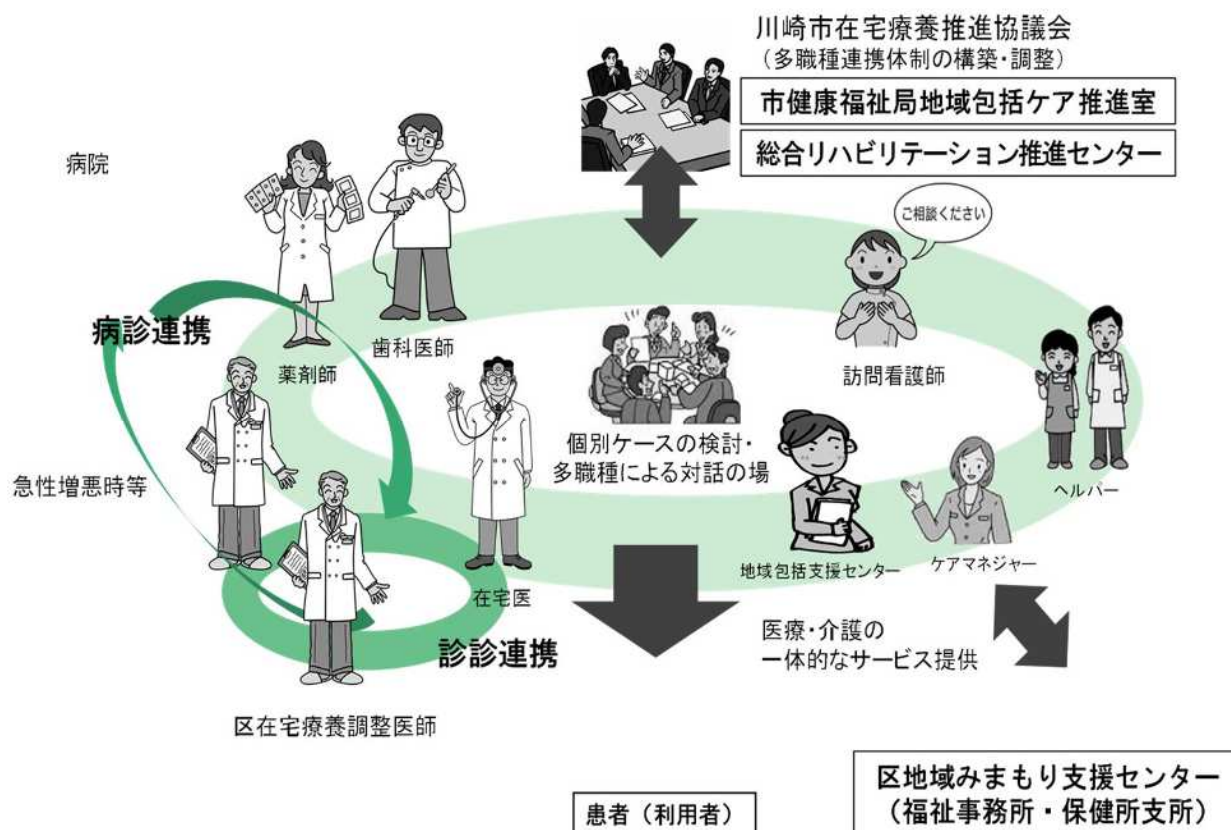 川崎市在宅療養推進協議会
（多職種連携体制の構築・調整）
市健康福祉局地域包括ケア推進室
総合リハビリテーション推進センター
病院
ご相談ください
病診連携
歯科医師
薬剤師
訪問看護師
個別ケースの検討・
多職種による対話の場
ヘルパー
急性増悪時等
地域包括支援センター
ケアマネジャー
在宅医
診診連携
医療・介護の
一体的なサービス提供
区在宅療養調整医師
患者（利用者）
区地域みまもり支援センター
（福祉事務所・保健所支所）